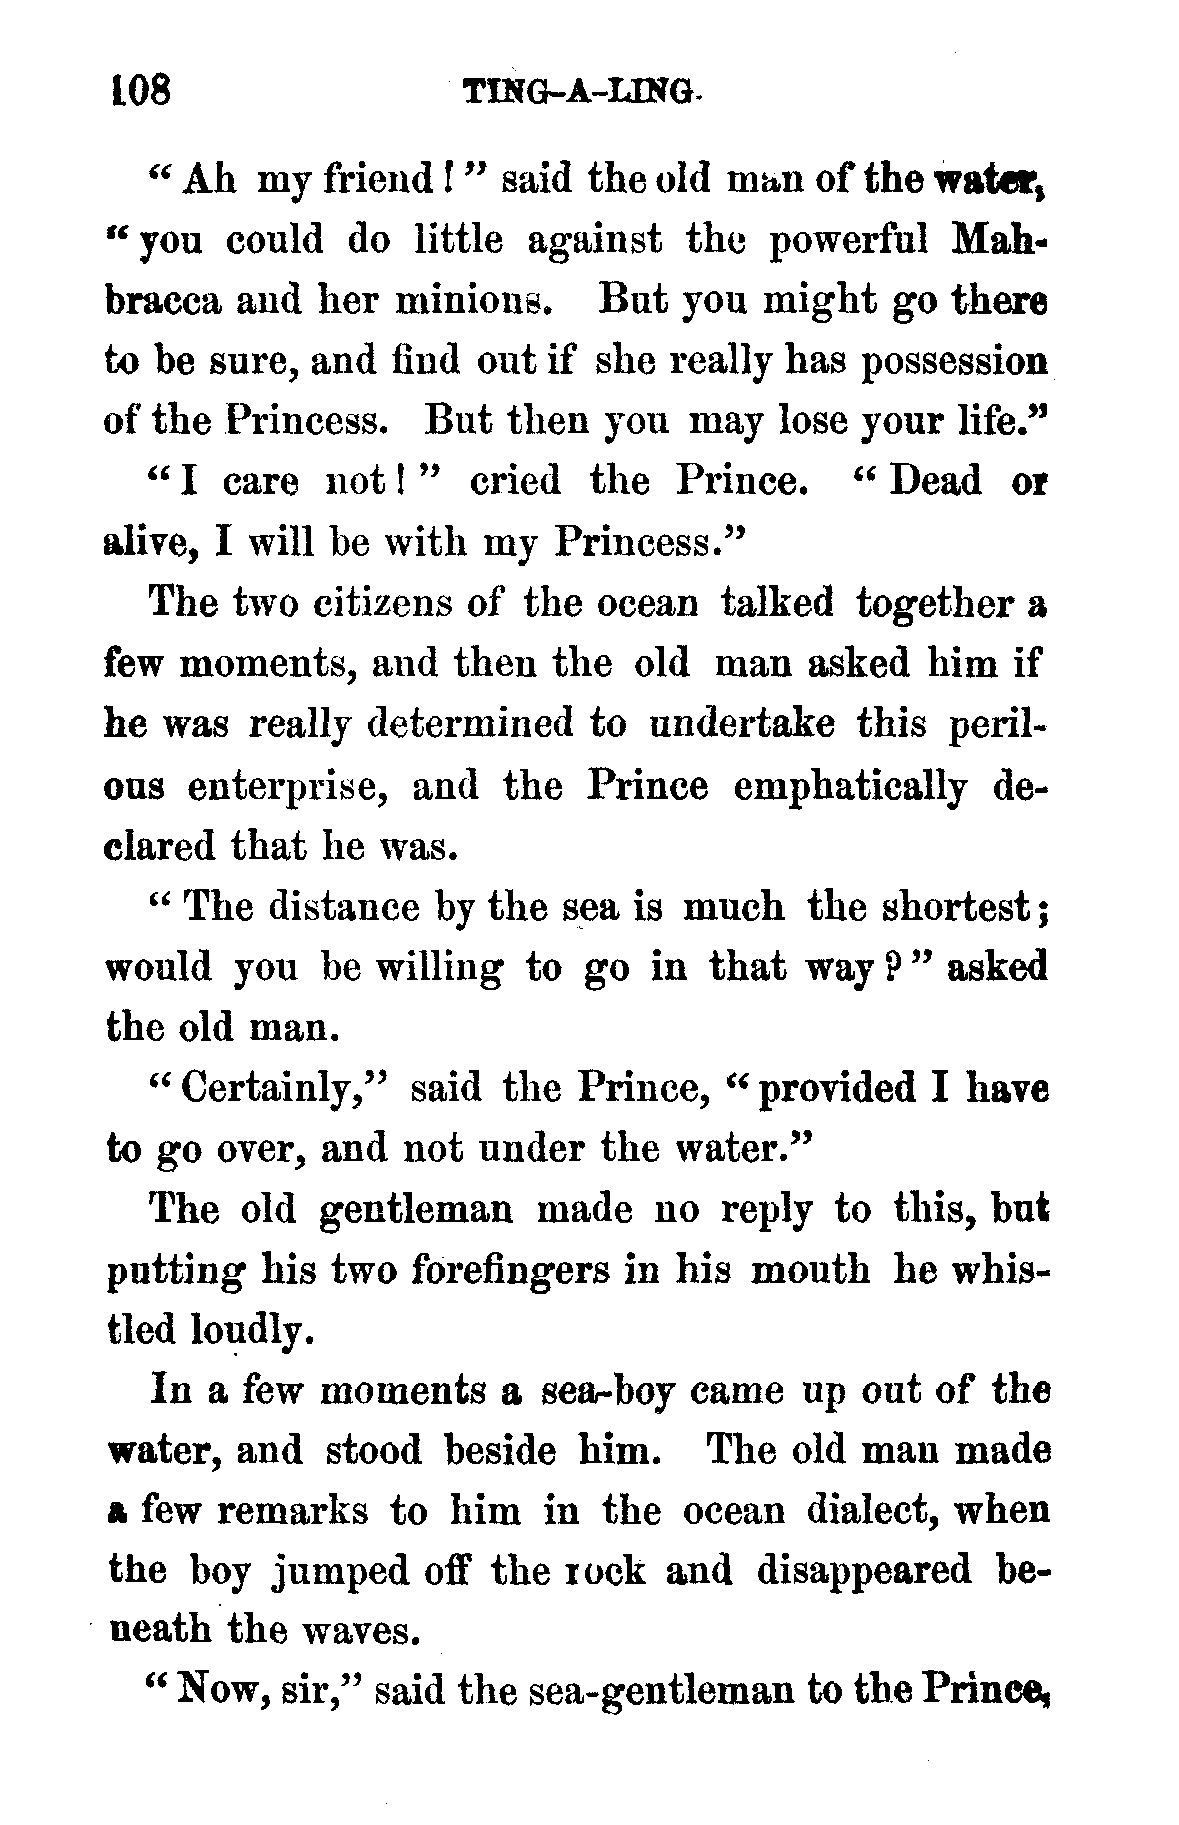 108 TING-A-LING.
“ Ah my friend ! ” said the old man of the water,
“ you could do little against the powerful Mah-
bracca and her minions. But you might go there
to be sure, and find out if she really has possession
of the Princess. But then you may lose your life.”
“ I care not ! ” cried the Prince. “ Dead or
alive, I will be with my Princess.”
The two citizens of the ocean talked together a
few moments, and then the old man asked him if
he was really determined to undertake this peril-
ous enterprise, and the Prince emphatically de-
clared that he was.
“ The distance by the sea is much the shortest ;
would you be willing to go in that way ? ” asked
the old man.
“ Certainly,” said the Prince, “ provided I have
to go over, and not under the water.”
The old gentleman made no reply to this, but
putting his two forefingers in his mouth he whis-
tled loudly.
In a few moments a sea-boy came up out of the
water, and stood beside him. The old man made
a few remarks to him in the ocean dialect, when
the boy jumped off the rock and disappeared be-
neath the waves.
“ Now, sir,” said the sea-gentleman to the Prince,